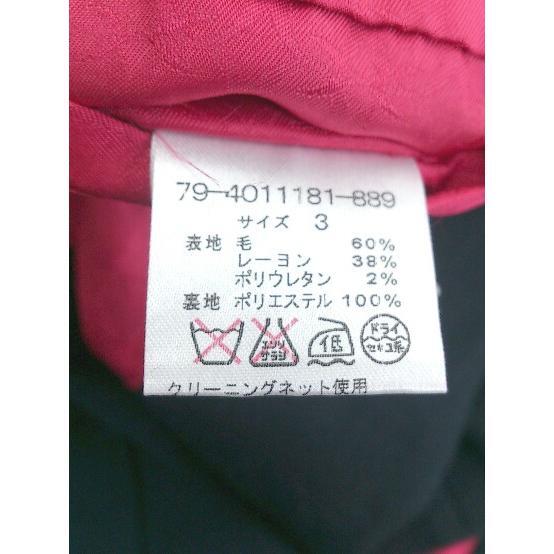 79-4011181-889
サイズ 3
表地 毛 60%
レーヨン 38%
ポリウレタン 2%
裏地 ポリエステル 100%
エンソ サラシ 低 ドライ セキユ系
クリーニングネット使用